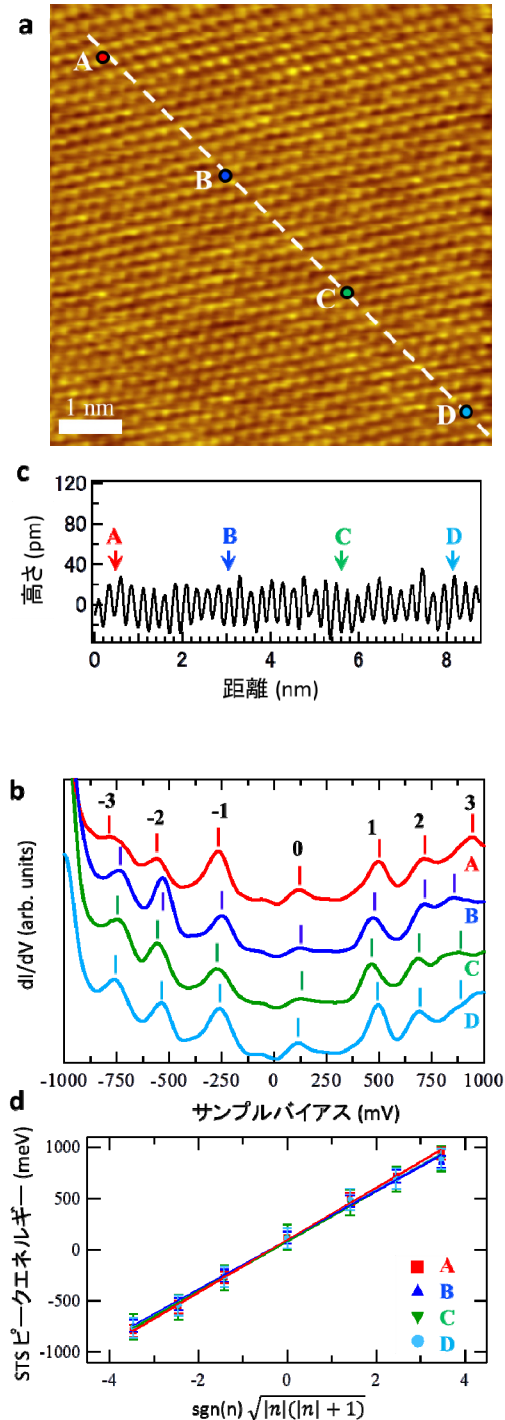 a
A
B
C
D
1 nm
c
120
80
40
0
高さ (pm)
A B C D
0 2 4 6 8
距離 (nm)
b
-3 -2 -1 0 1 2 3
A
B
C
D
dI/dV (arb. units)
-1000 -750 -500 -250 0 250 500 750 1000
サンプルバイアス (mV)
d
1000
500
0
-500
-1000
STS ピークエネルギー (meV)
A
B
C
D
-4 -2 0 2 4
sgn(n) √|n|(|n| + 1)